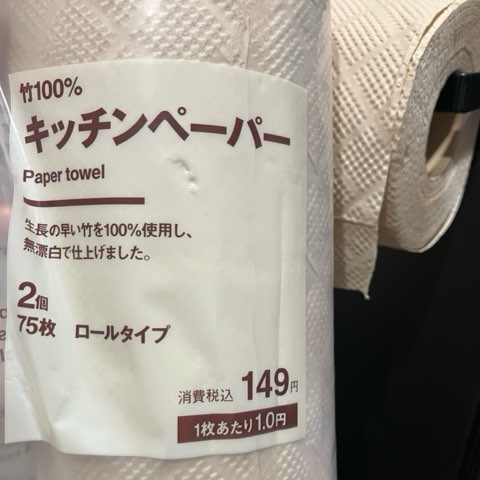 竹100%
キッチンペーパー
Paper towel
生長の早い竹を100%使用し、
無漂白で仕上げました。
2個
75枚 ロールタイプ
消費税込 149円
1枚あたり1.0円